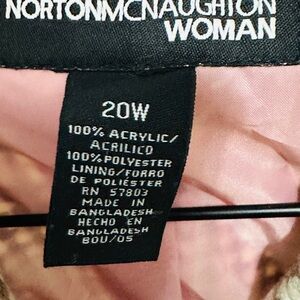 NORTONMCNAUGHTON
WOMAN
20W
100% ACRYLIC/
ACRILICO
100% POLYESTER
LINING/FORRO
DE POLIESTER
RN 57803
MADE IN
BANGLADESH
HECHO EN
BANGLADESH
BOU/05